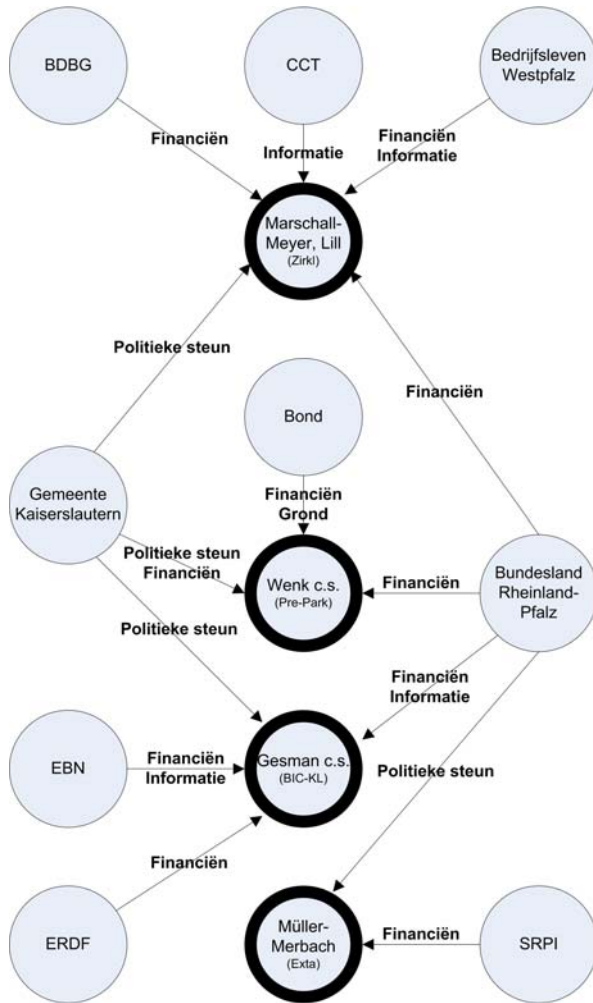 BDBG
CCT
Bedrijfsleven
Westpfalz
Financiën
Informatie
Financiën
Informatie
Marschall-
Meyer, Lill
(Zirkl)
Politieke steun
Financiën
Bond
Gemeente
Kaiserslautern
Financiën
Grond
Politieke steun
Financiën
Wenk c.s.
(Pre-Park)
Financiën
Bundesland
Rheinland-
Pfalz
Politieke steun
Financiën
Informatie
EBN
Financiën
Informatie
Gesman c.s.
(BIC-KL)
Politieke steun
Financiën
ERDF
Müller-
Merbach
(Exta)
Financiën
SRPI